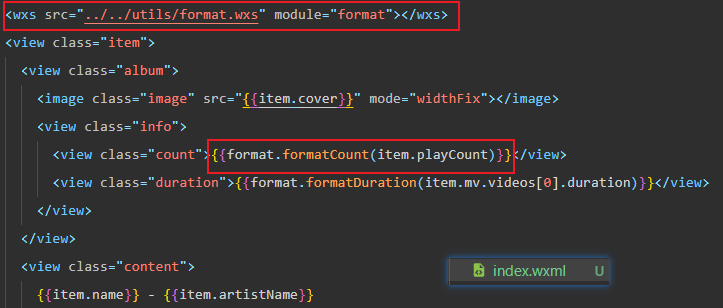 <wxs src="../../utils/format.wxs" module="format"></wxs>
<view class="item">
<view class="album">
<image class="image" src="{{item.cover}}" mode="widthFix"></image>
<view class="info">
<view class="count">{{format.formatCount(item.playCount)}}</view>
<view class="duration">{{format.formatDuration(item.mv.videos[0].duration)}}</view>
</view>
</view>
<view class="content">
index.wxml U
{{item.name}} - {{item.artistName}}